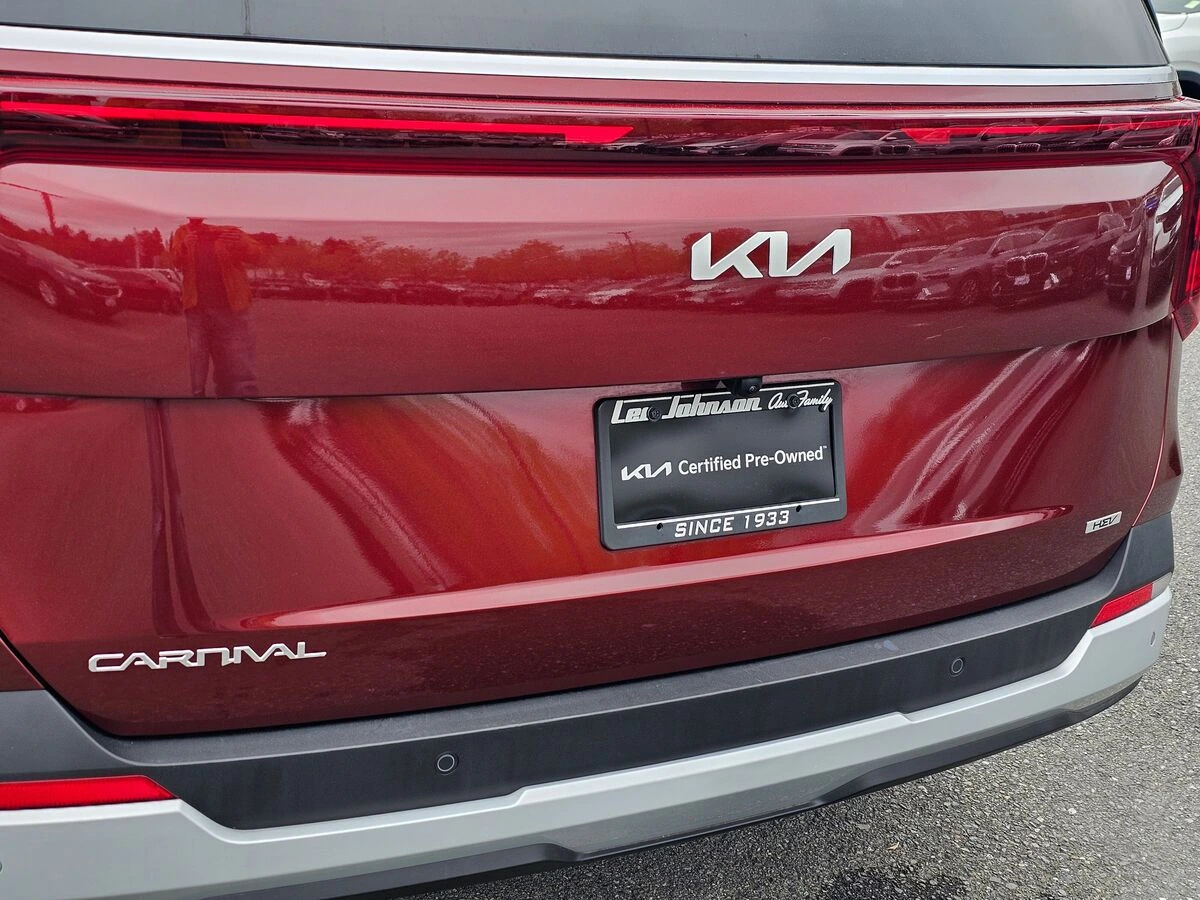 KIA
Lee Johnson Auto Family
KIA Certified Pre-Owned™
SINCE 1933
HEV
CARNIVAL